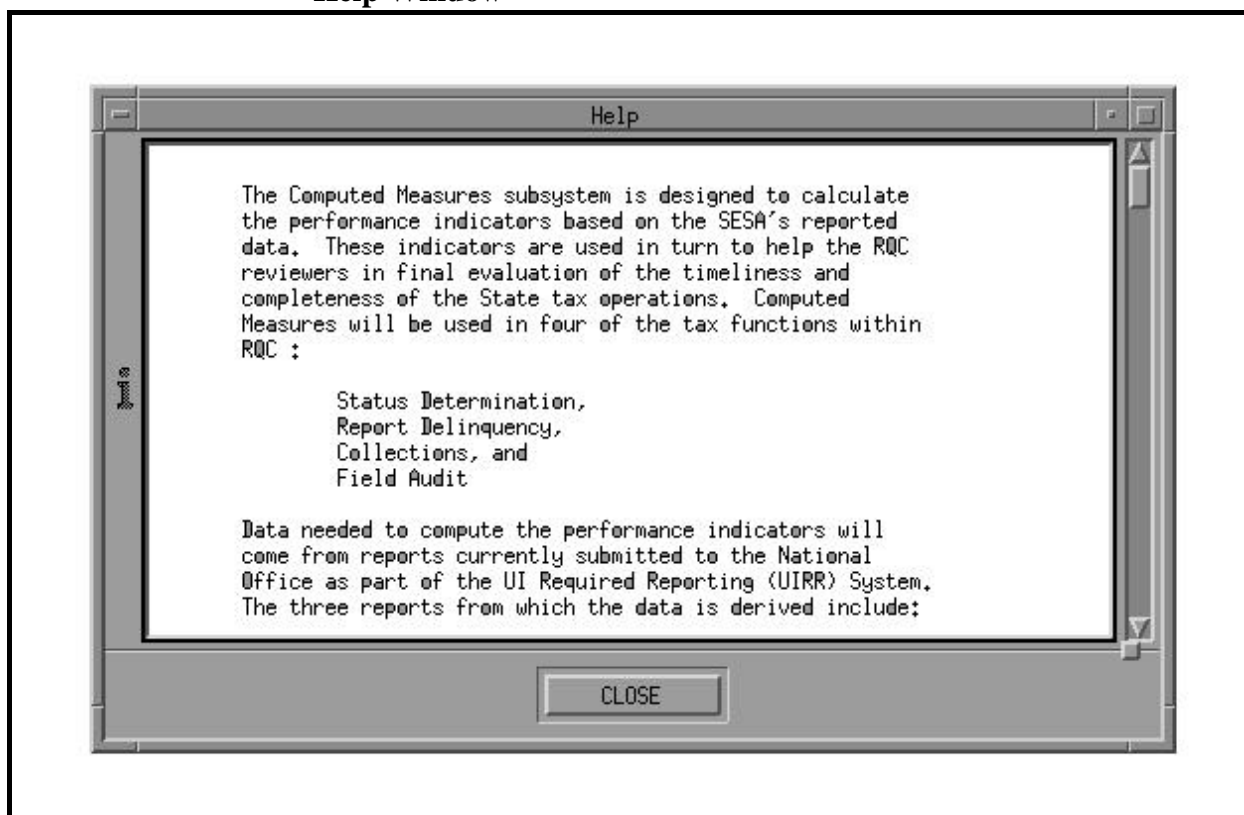 Help Window
Help
The Computed Measures subsystem is designed to calculate
the performance indicators based on the SESA's reported
data.  These indicators are used in turn to help the RQC
reviewers in final evaluation of the timeliness and
completeness of the State tax operations.  Computed
Measures will be used in four of the tax functions within
RQC :
Status Determination,
Report Delinquency,
Collections, and
Field Audit
Data needed to compute the performance indicators will
come from reports currently submitted to the National
Office as part of the UI Required Reporting (UIRR) System.
The three reports from which the data is derived include:
CLOSE